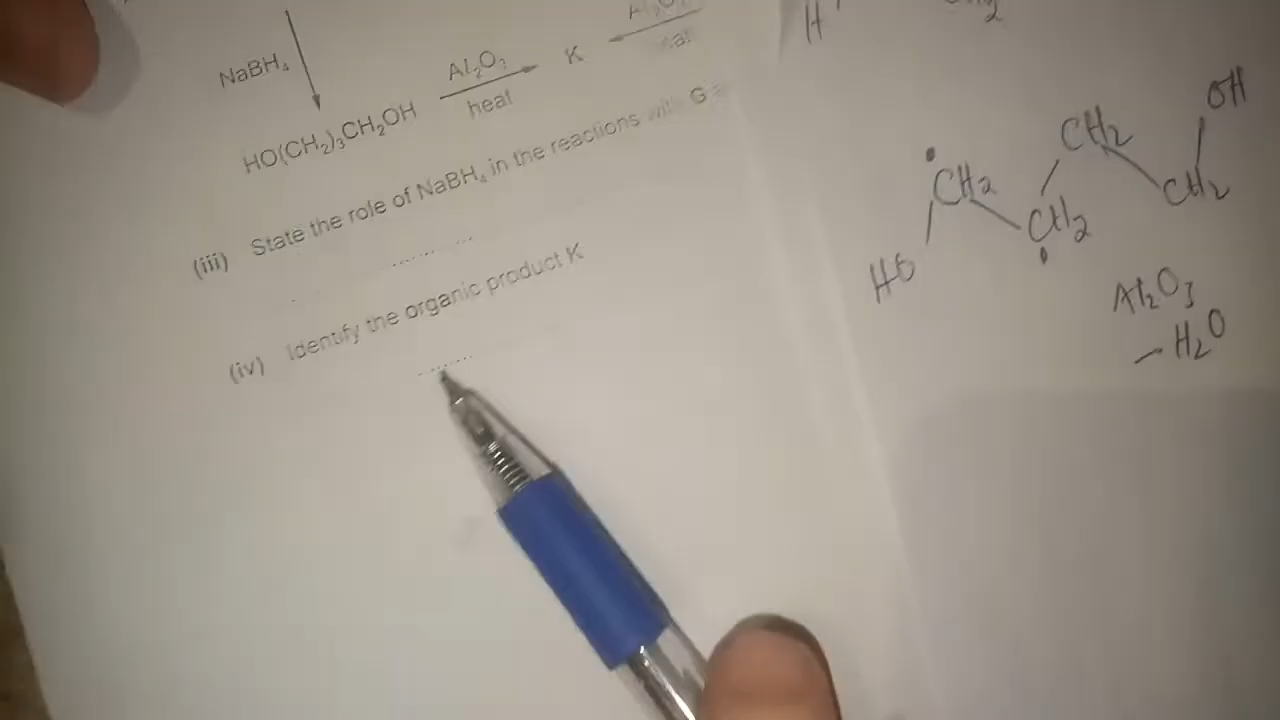 NaBH₄
Al₂O₃
heat
K
HO(CH₂)₃CH₂OH
(iii) State the role of NaBH₄ in the reactions with G
(iv) Identify the organic product K
H
OH
CH₂
CH₂
CH₂
CH₂
HO
Al₂O₃
– H₂O